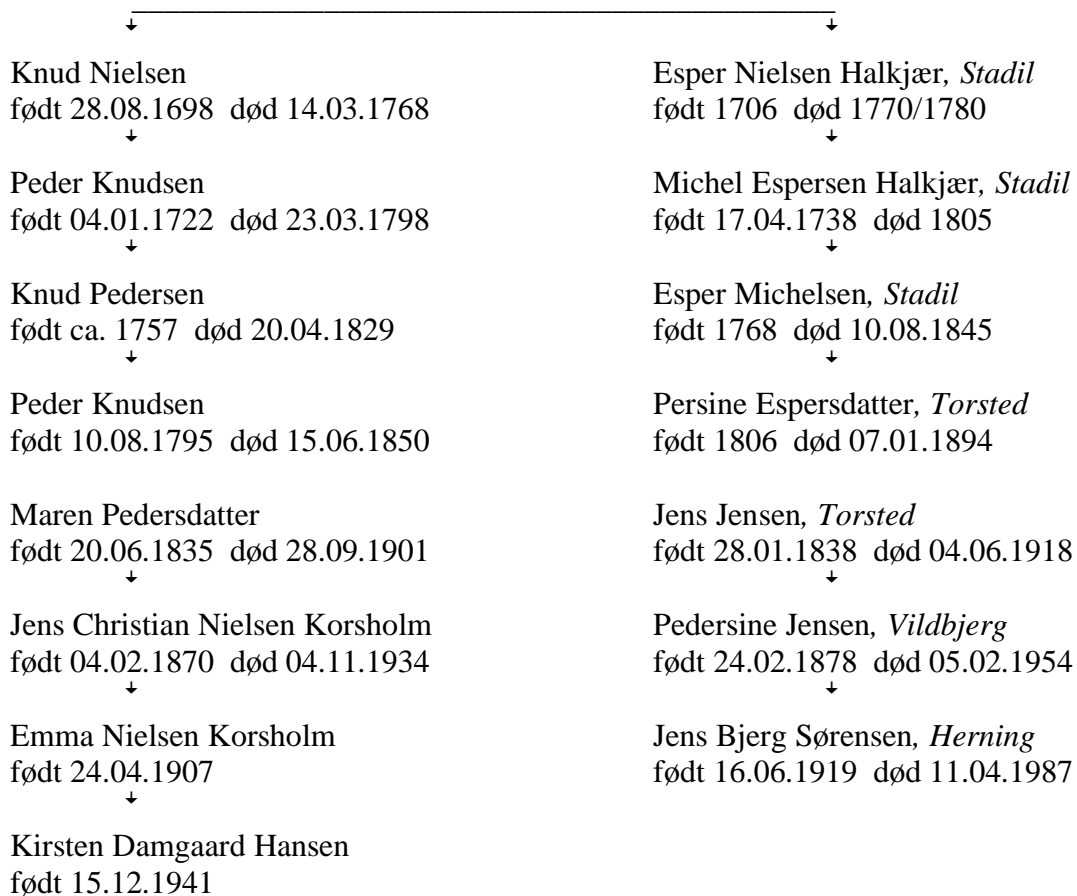 Knud Nielsen
født 28.08.1698 død 14.03.1768
Peder Knudsen
født 04.01.1722 død 23.03.1798
Knud Pedersen
født ca. 1757 død 20.04.1829
Peder Knudsen
født 10.08.1795 død 15.06.1850
Maren Pedersdatter
født 20.06.1835 død 28.09.1901
Jens Christian Nielsen Korsholm
født 04.02.1870 død 04.11.1934
Emma Nielsen Korsholm
født 24.04.1907
Kirsten Damgaard Hansen
født 15.12.1941
Esper Nielsen Halkjær, Stadil
født 1706 død 1770/1780
Michel Espersen Halkjær, Stadil
født 17.04.1738 død 1805
Esper Michelsen, Stadil
født 1768 død 10.08.1845
Persine Espersdatter, Torsted
født 1806 død 07.01.1894
Jens Jensen, Torsted
født 28.01.1838 død 04.06.1918
Pedersine Jensen, Vildbjerg
født 24.02.1878 død 05.02.1954
Jens Bjerg Sørensen, Herning
født 16.06.1919 død 11.04.1987